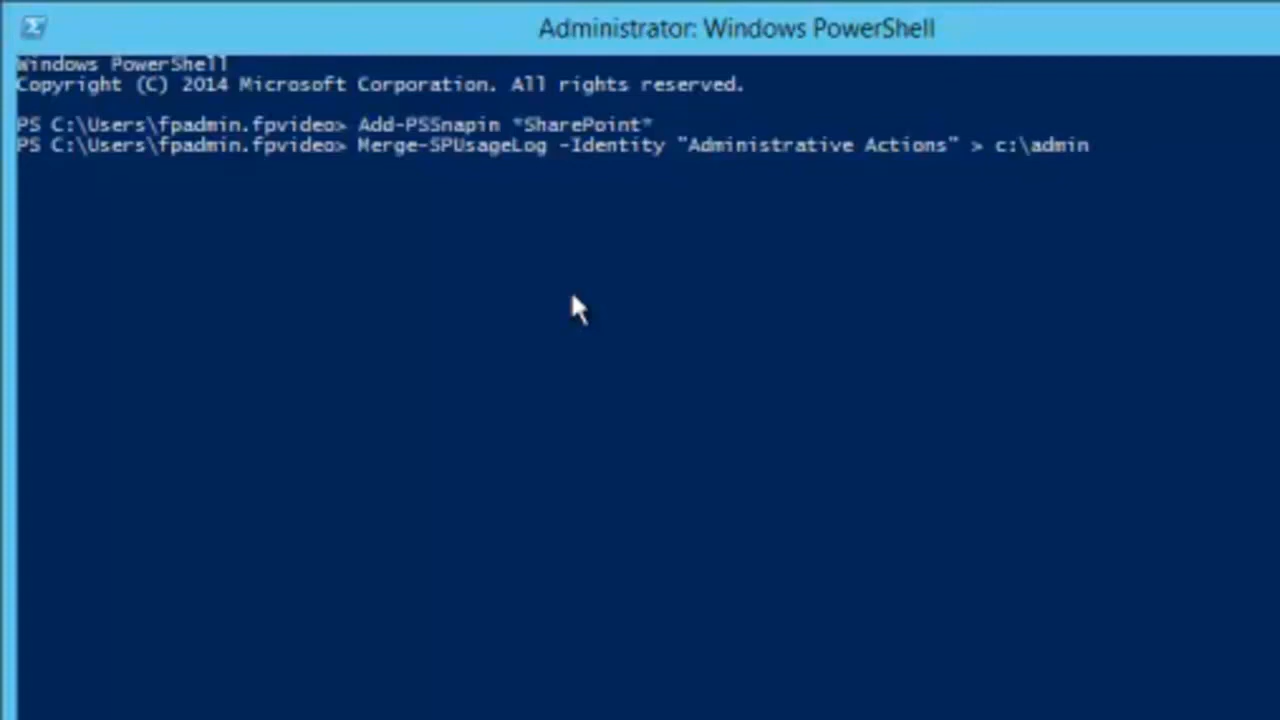 Administrator: Windows PowerShell
Windows PowerShell
Copyright (C) 2014 Microsoft Corporation. All rights reserved.
PS C:\Users\fpadmin.fpvideo> Add-PSSnapin *SharePoint*
PS C:\Users\fpadmin.fpvideo> Merge-SPUsageLog -Identity "Administrative Actions" > c:\admin